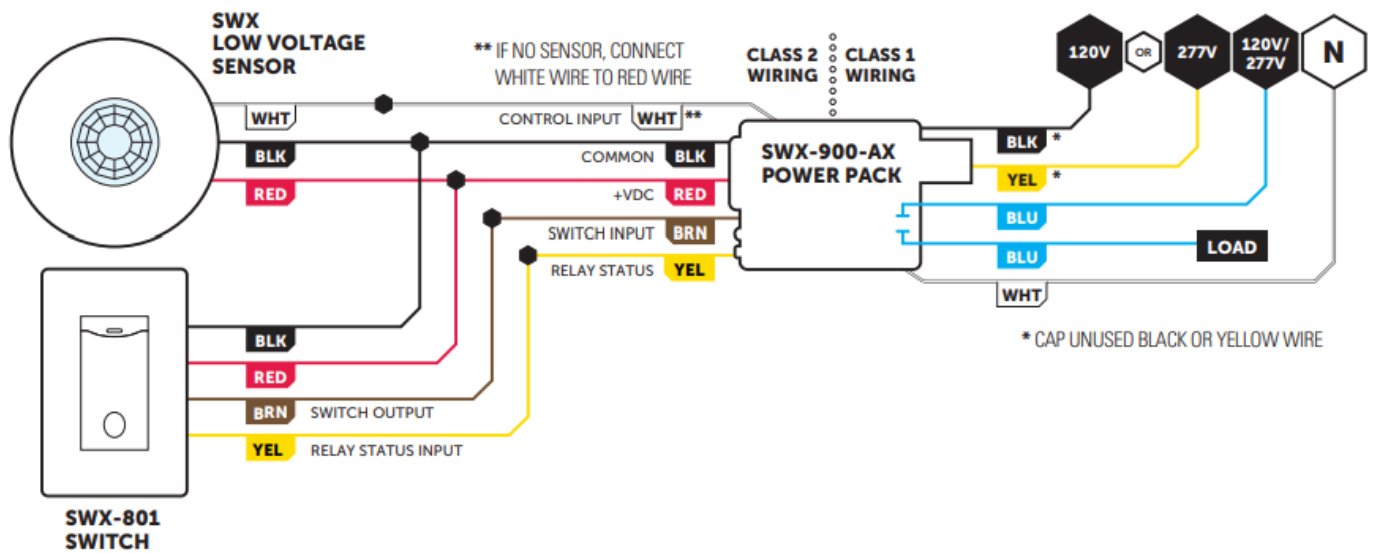 SWX
LOW VOLTAGE
SENSOR
** IF NO SENSOR, CONNECT
WHITE WIRE TO RED WIRE
CLASS 2
WIRING
CLASS 1
WIRING
120V
OR
277V
120V/
277V
N
WHT
CONTROL INPUT WHT **
BLK
COMMON BLK
RED
+VDC RED
SWITCH INPUT BRN
RELAY STATUS YEL
SWX-900-AX
POWER PACK
BLK *
YEL *
BLU
BLU
LOAD
WHT
* CAP UNUSED BLACK OR YELLOW WIRE
BLK
RED
BRN SWITCH OUTPUT
YEL RELAY STATUS INPUT
SWX-801
SWITCH